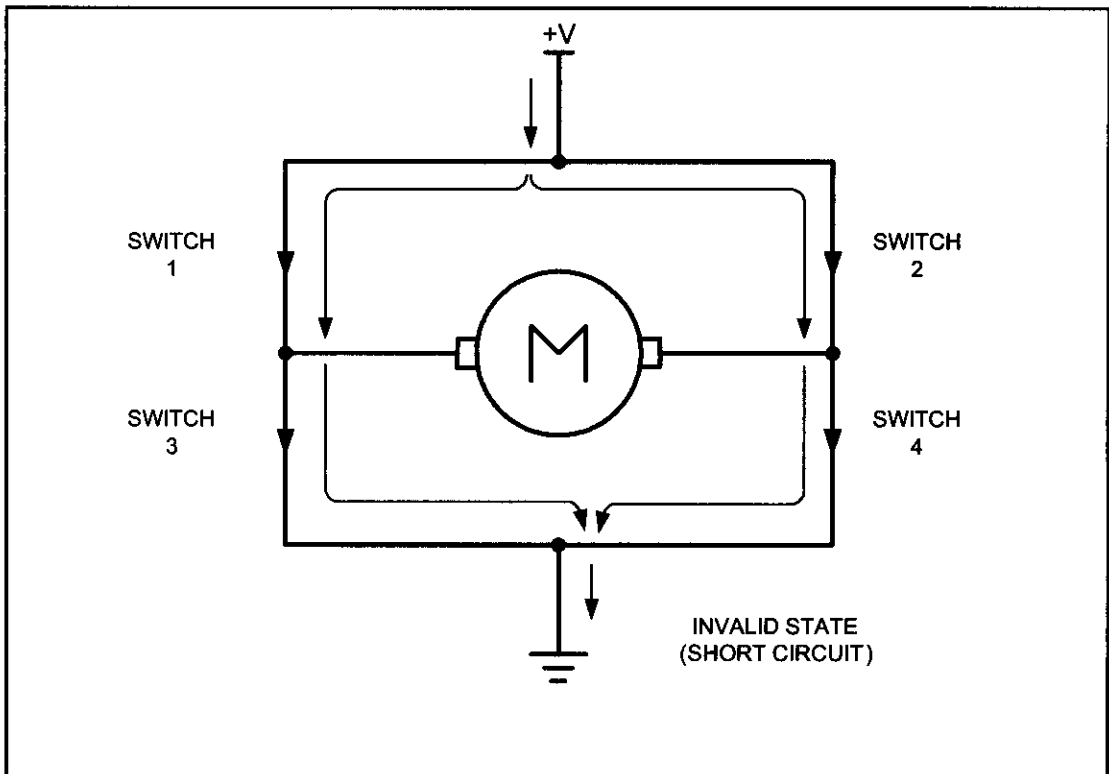 +V
SWITCH
1
SWITCH
2
M
SWITCH
3
SWITCH
4
INVALID STATE
(SHORT CIRCUIT)